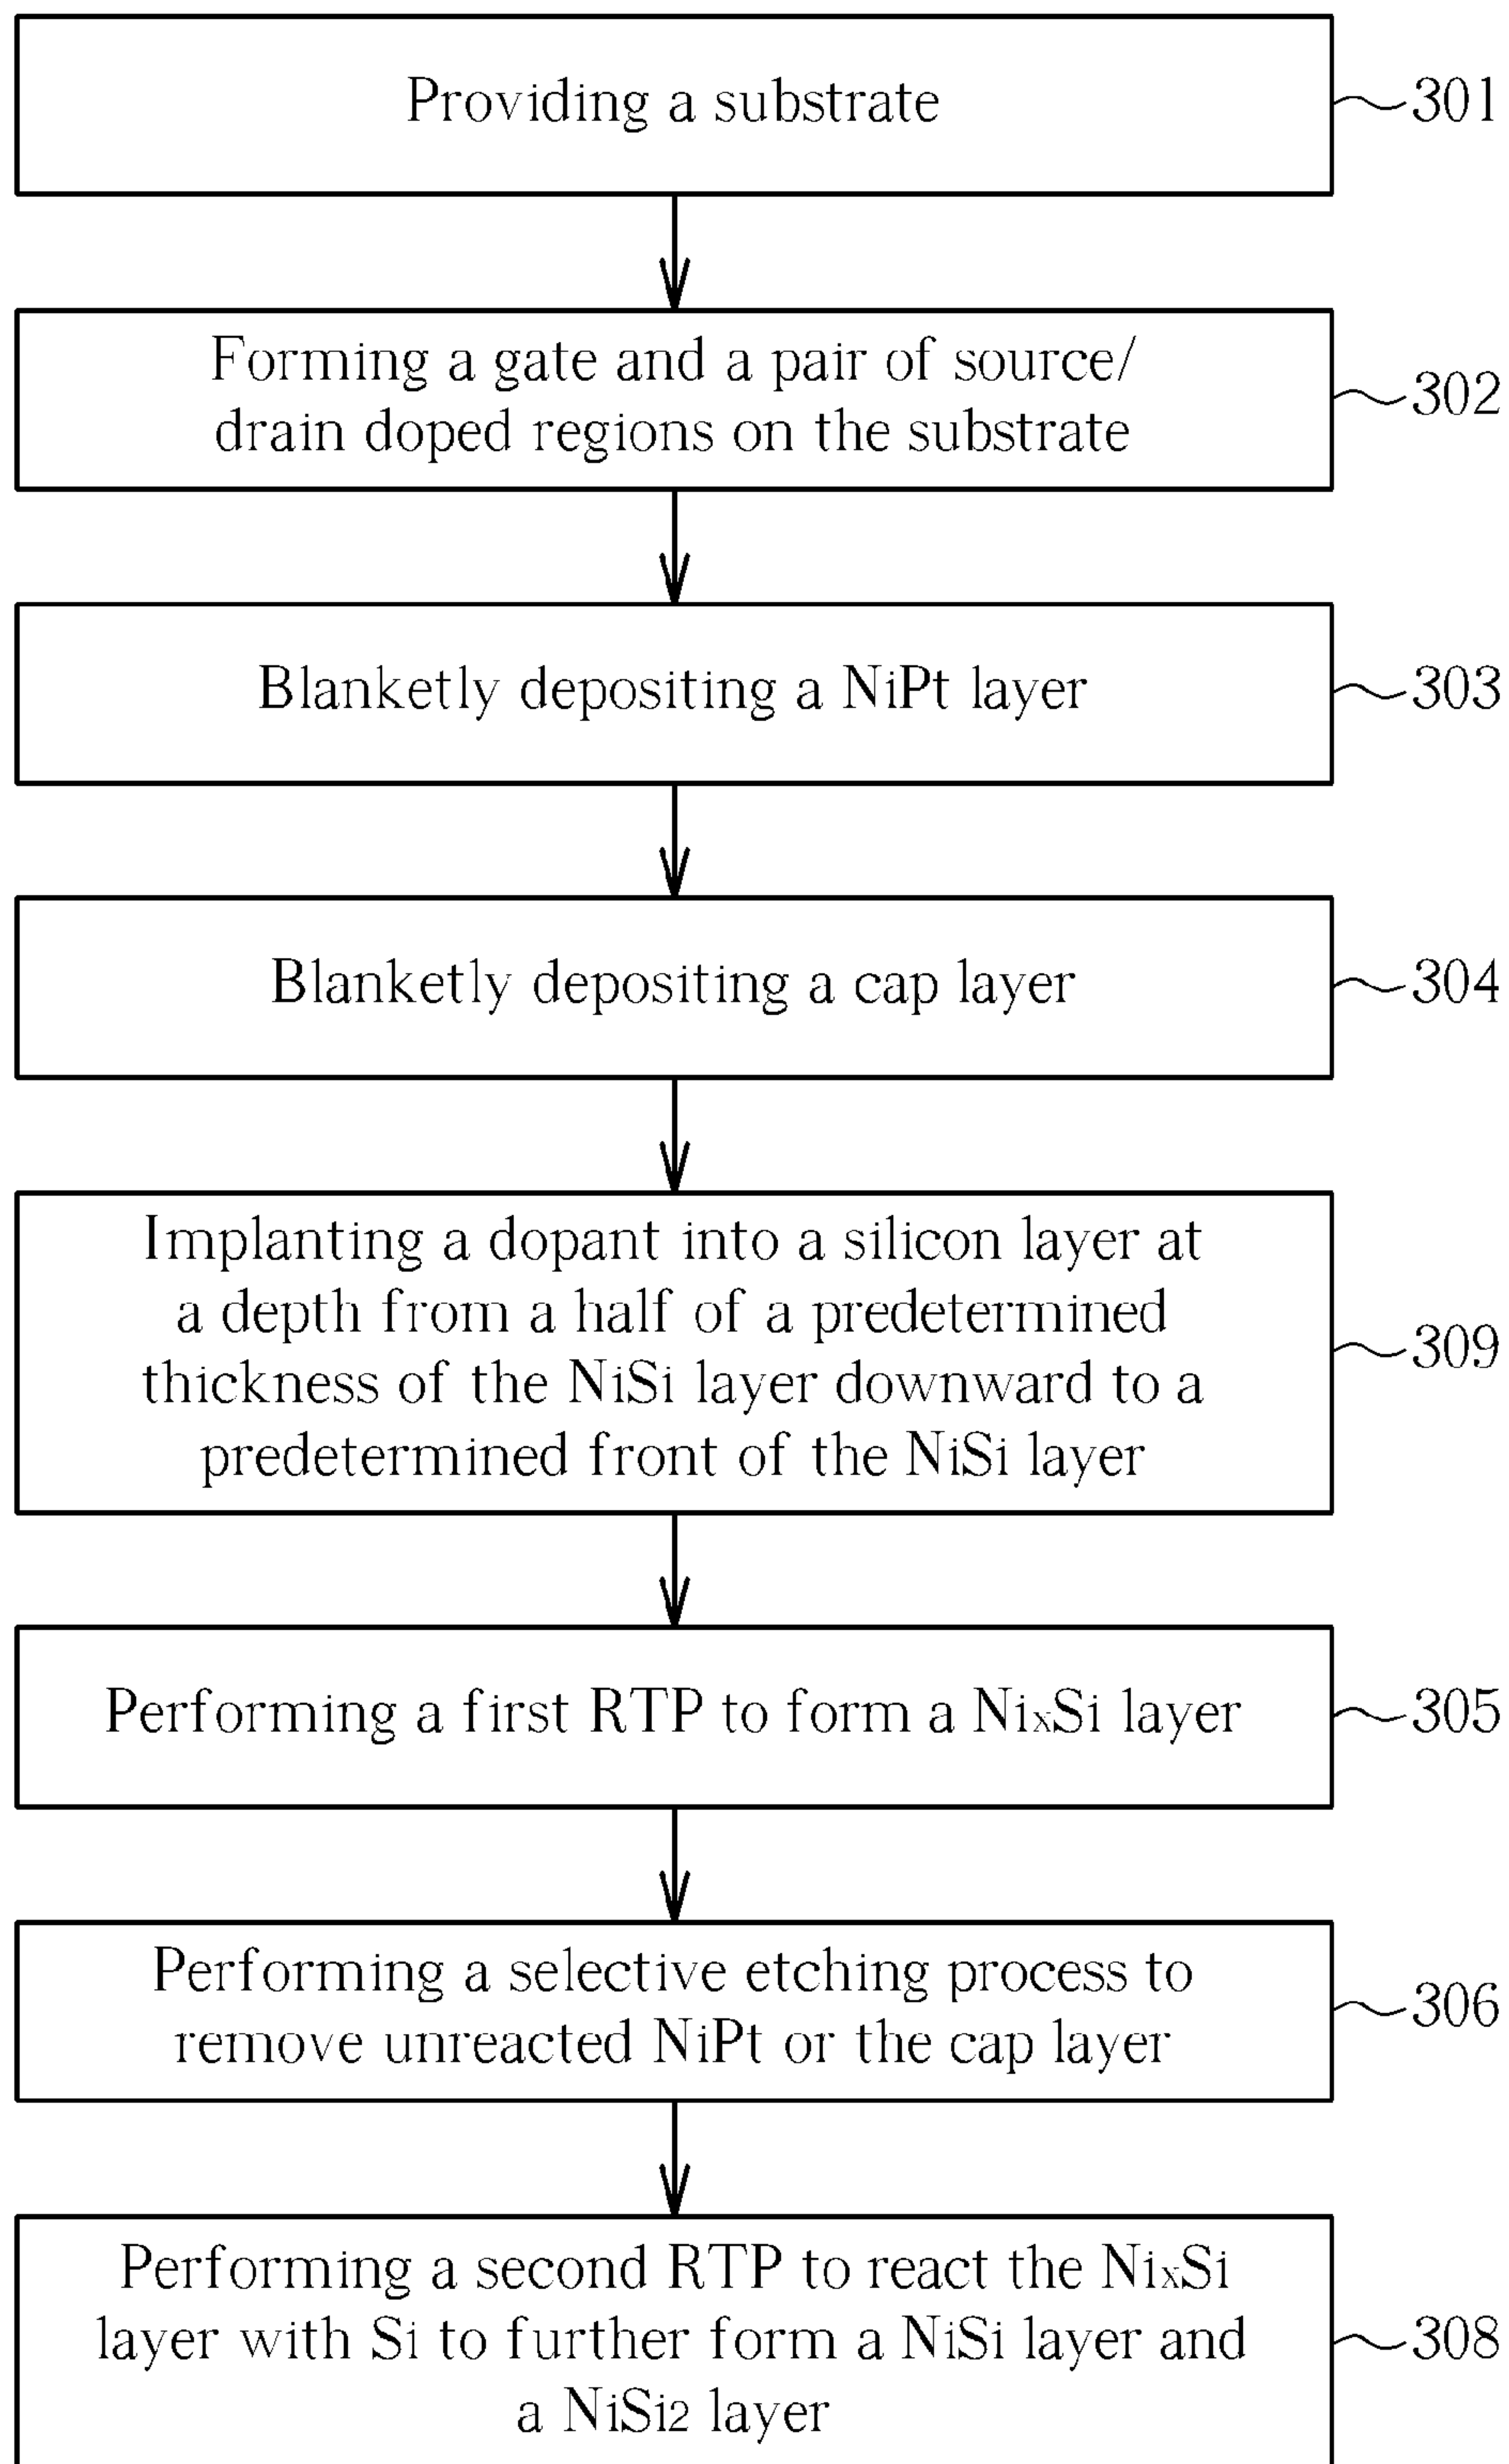 Providing a substrate
301
Forming a gate and a pair of source/
drain doped regions on the substrate
302
Blanketly depositing a NiPt layer
303
Blanketly depositing a cap layer
304
Implanting a dopant into a silicon layer at
a depth from a half of a predetermined
thickness of the NiSi layer downward to a
predetermined front of the NiSi layer
309
Performing a first RTP to form a NiₓSi layer
305
Performing a selective etching process to
remove unreacted NiPt or the cap layer
306
Performing a second RTP to react the NiₓSi
layer with Si to further form a NiSi layer and
a NiSi₂ layer
308